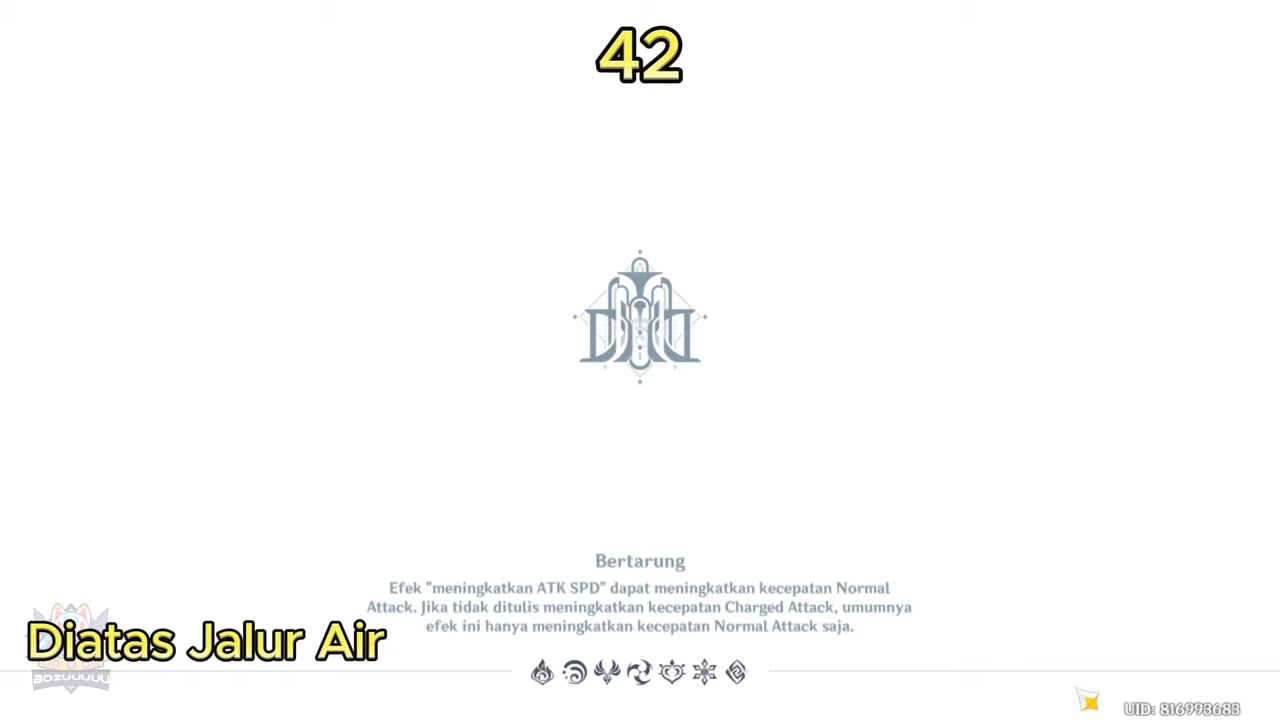 42
Bertarung
Efek "meningkatkan ATK SPD" dapat meningkatkan kecepatan Normal
Attack. Jika tidak ditulis meningkatkan kecepatan Charged Attack, umumnya
efek ini hanya meningkatkan kecepatan Normal Attack saja.
Diatas Jalur Air
BOZUUUUU
UID: 816993683